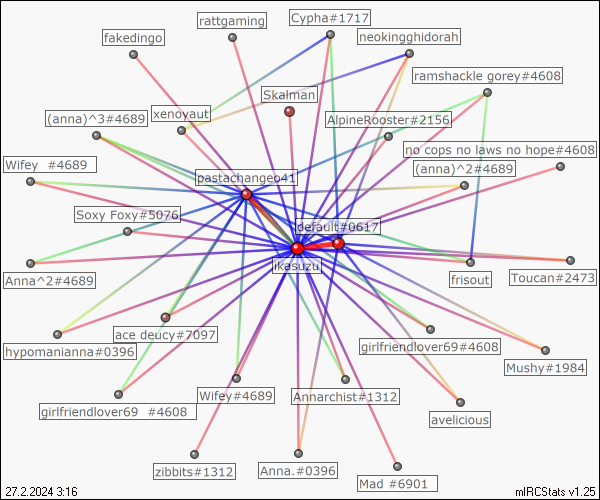 rattgaming
Cypha#1717
fakedingo
neokingghidorah
ramshackle gorey#4608
Skalman
(anna)^3#4689
xenoyaut
AlpineRooster#2156
no cops no laws no hope#4608
Wifey #4689
(anna)^2#4689
pastachangeo41
Soxy Foxy#5076
default#0617
ikasuzu
Anna^2#4689
frisout
Toucan#2473
ace deucy#7097
hypomanianna#0396
girlfriendlover69#4608
Mushy#1984
Wifey#4689
Annarchist#1312
girlfriendlover69 #4608
avelicious
zibbits#1312
Anna.#0396
Mad #6901
27.2.2024 3:16
mIRCStats v1.25